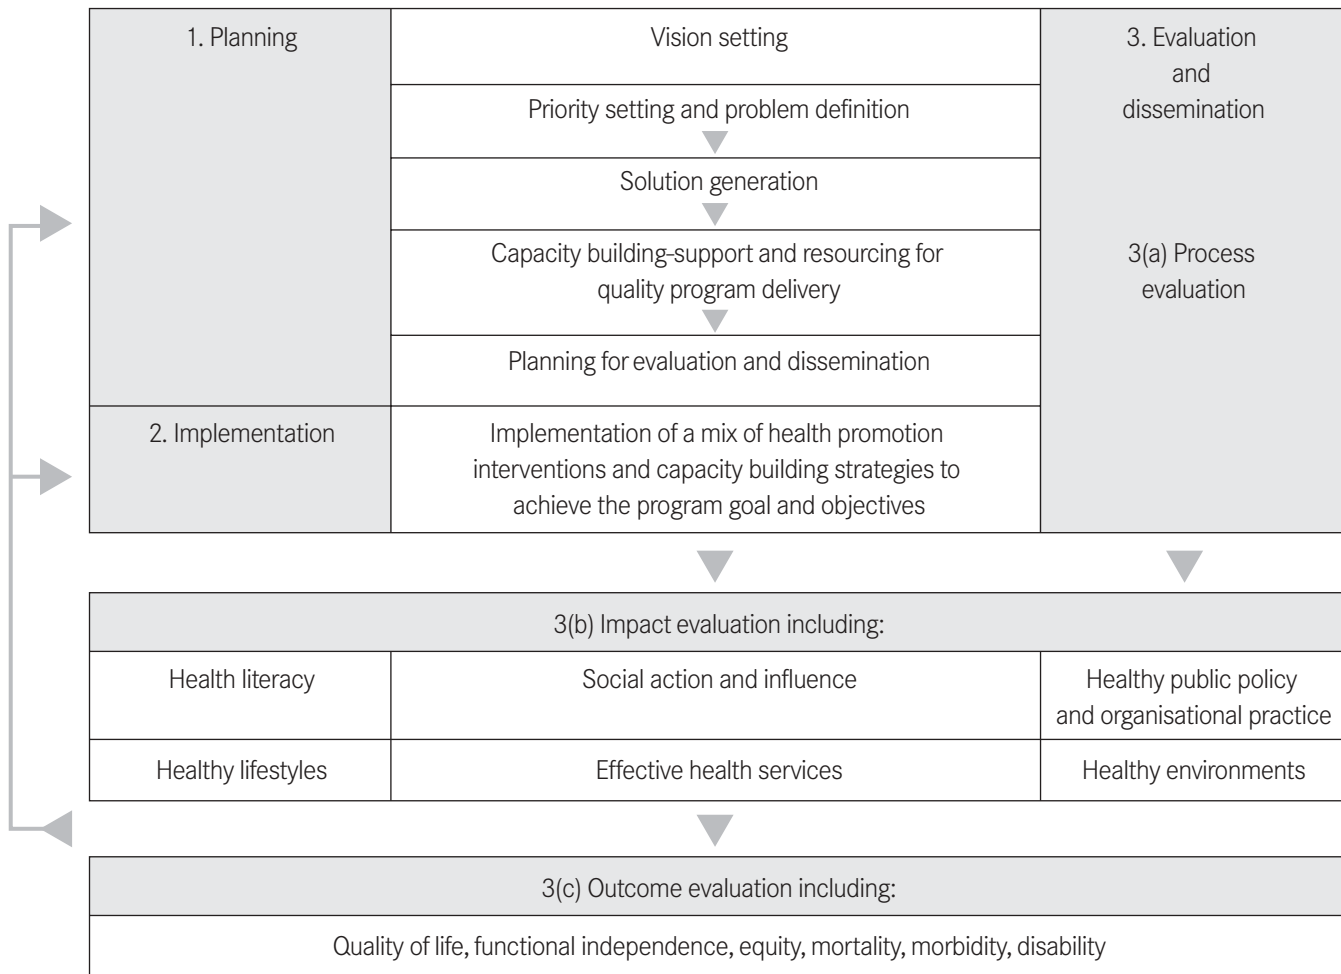 1. Planning
Vision setting
Priority setting and problem definition
Solution generation
Capacity building-support and resourcing for
quality program delivery
Planning for evaluation and dissemination
3. Evaluation
and
dissemination
3(a) Process
evaluation
2. Implementation
Implementation of a mix of health promotion
interventions and capacity building strategies to
achieve the program goal and objectives
3(b) Impact evaluation including:
Health literacy
Social action and influence
Healthy public policy
and organisational practice
Healthy lifestyles
Effective health services
Healthy environments
3(c) Outcome evaluation including:
Quality of life, functional independence, equity, mortality, morbidity, disability